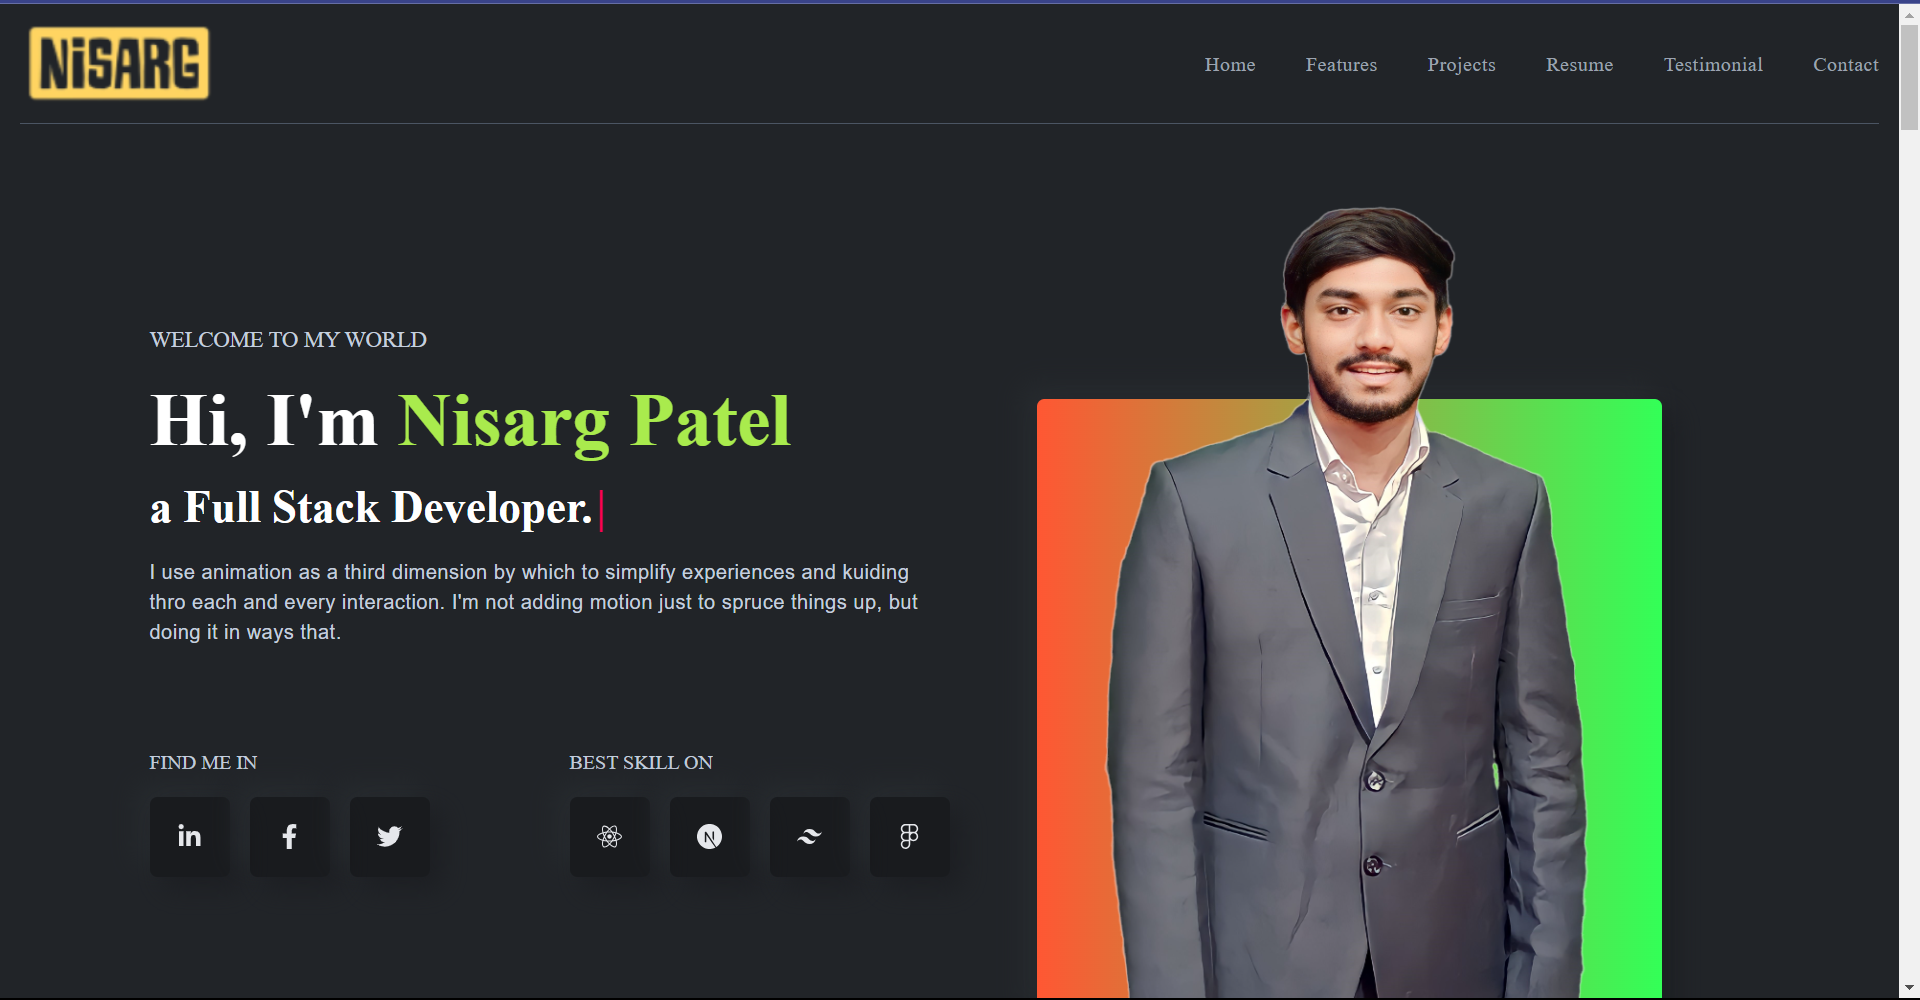 NiSARG
Home Features Projects Resume Testimonial Contact
WELCOME TO MY WORLD
Hi, I'm Nisarg Patel
a Full Stack Developer.
I use animation as a third dimension by which to simplify experiences and kuiding
thro each and every interaction. I'm not adding motion just to spruce things up, but
doing it in ways that.
FIND ME IN
BEST SKILL ON
in
f
N